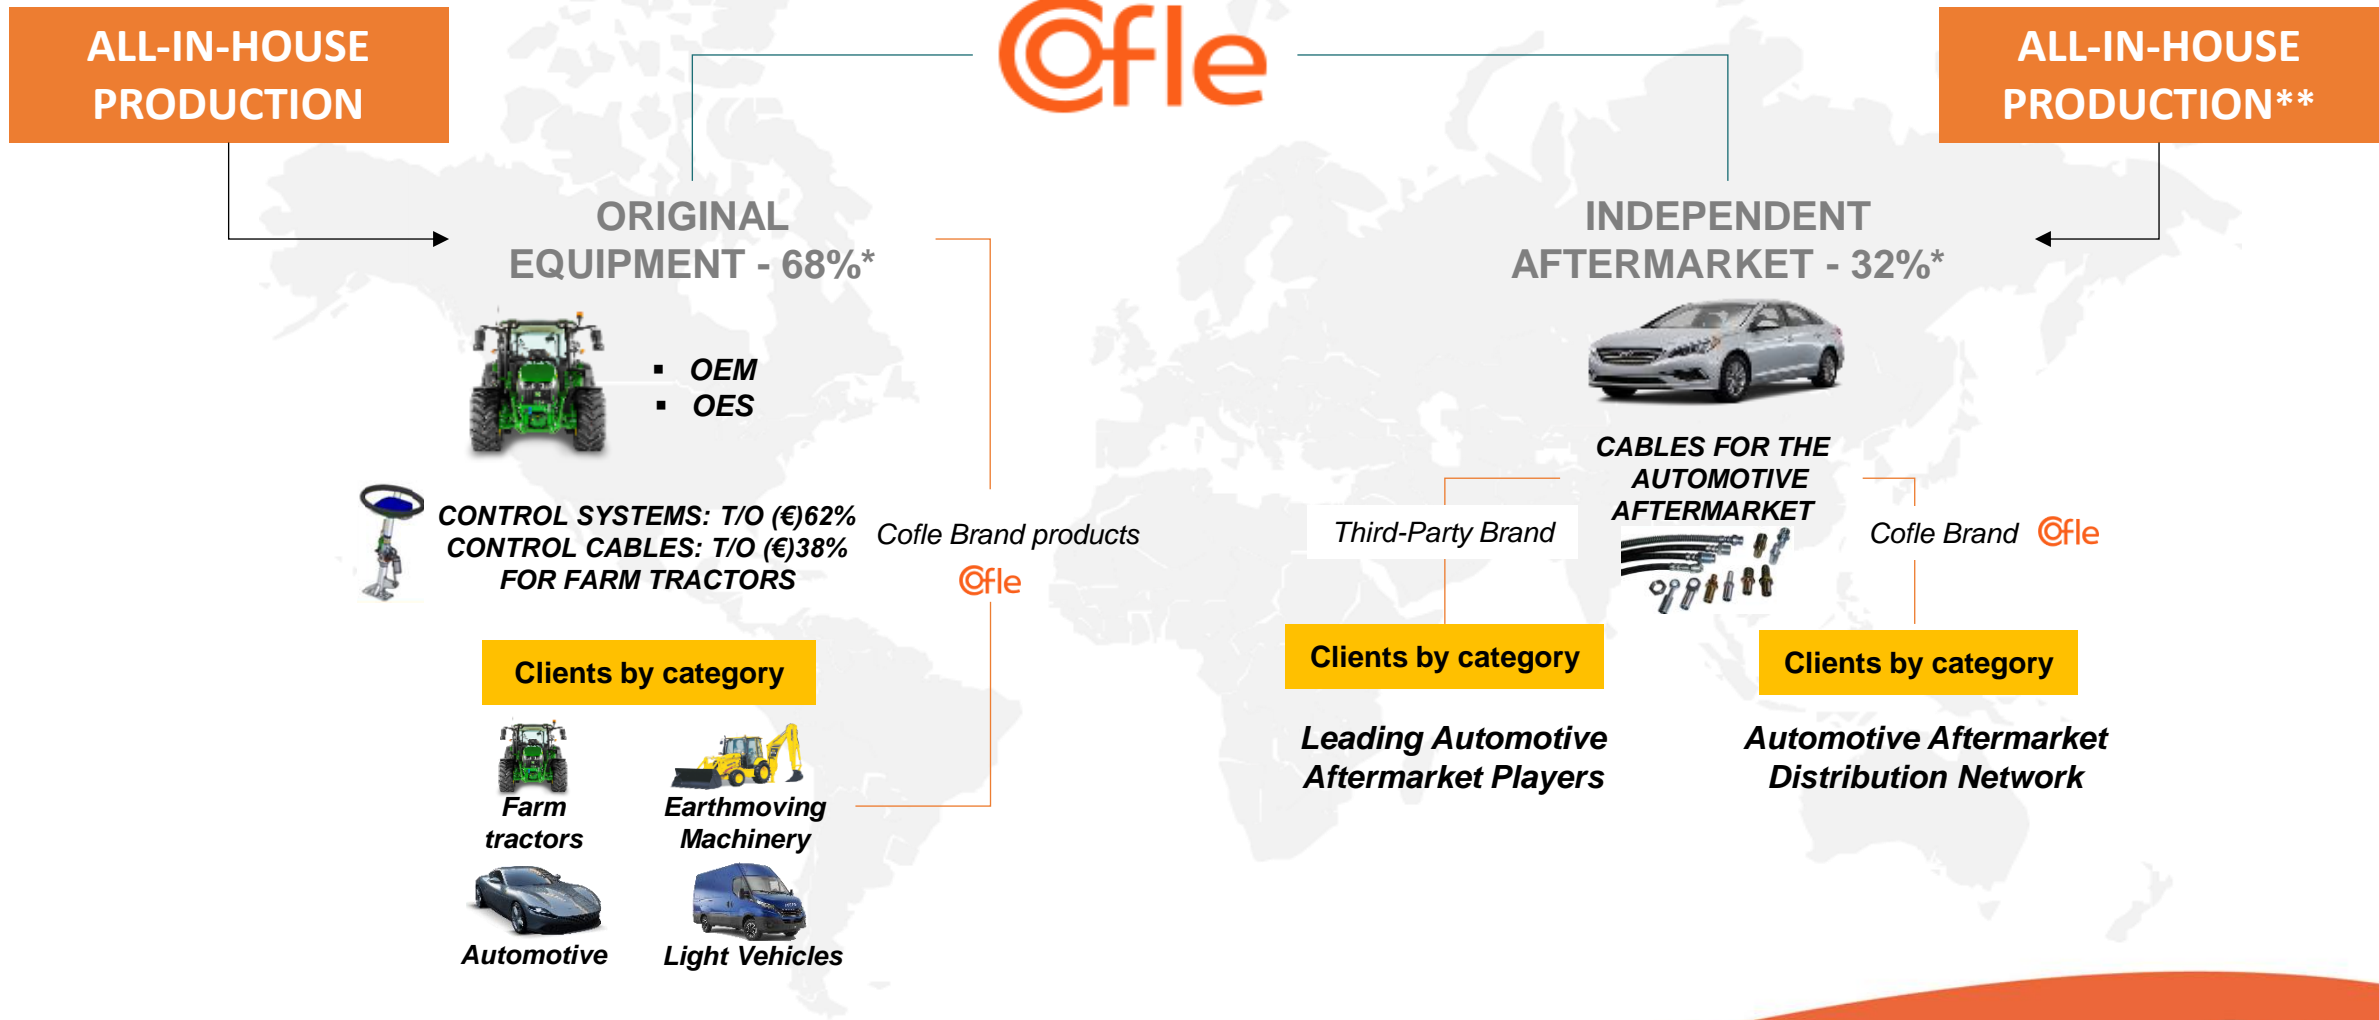 ALL-IN-HOUSE
PRODUCTION
Cofle
ALL-IN-HOUSE
PRODUCTION**
ORIGINAL
EQUIPMENT - 68%*
▪ OEM
▪ OES
CONTROL SYSTEMS: T/O (€)62%
CONTROL CABLES: T/O (€)38%
FOR FARM TRACTORS
Cofle Brand products
Cofle
Clients by category
Farm
tractors
Earthmoving
Machinery
Automotive
Light Vehicles
INDEPENDENT
AFTERMARKET - 32%*
CABLES FOR THE
AUTOMOTIVE
AFTERMARKET
Third-Party Brand
Cofle Brand Cofle
Clients by category
Leading Automotive
Aftermarket Players
Clients by category
Automotive Aftermarket
Distribution Network